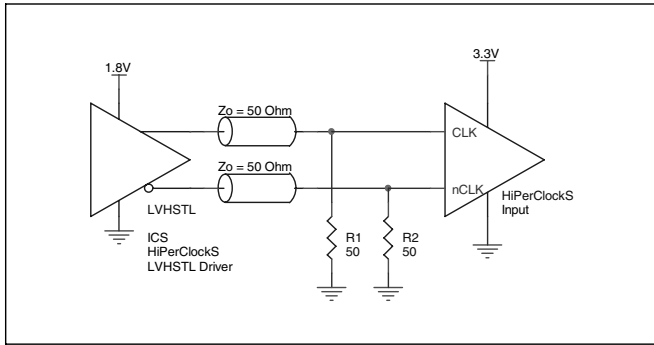 1.8V
3.3V
Zo = 50 Ohm
CLK
Zo = 50 Ohm
nCLK
HiPerClockS
Input
LVHSTL
ICS
HiPerClockS
LVHSTL Driver
R1
50
R2
50